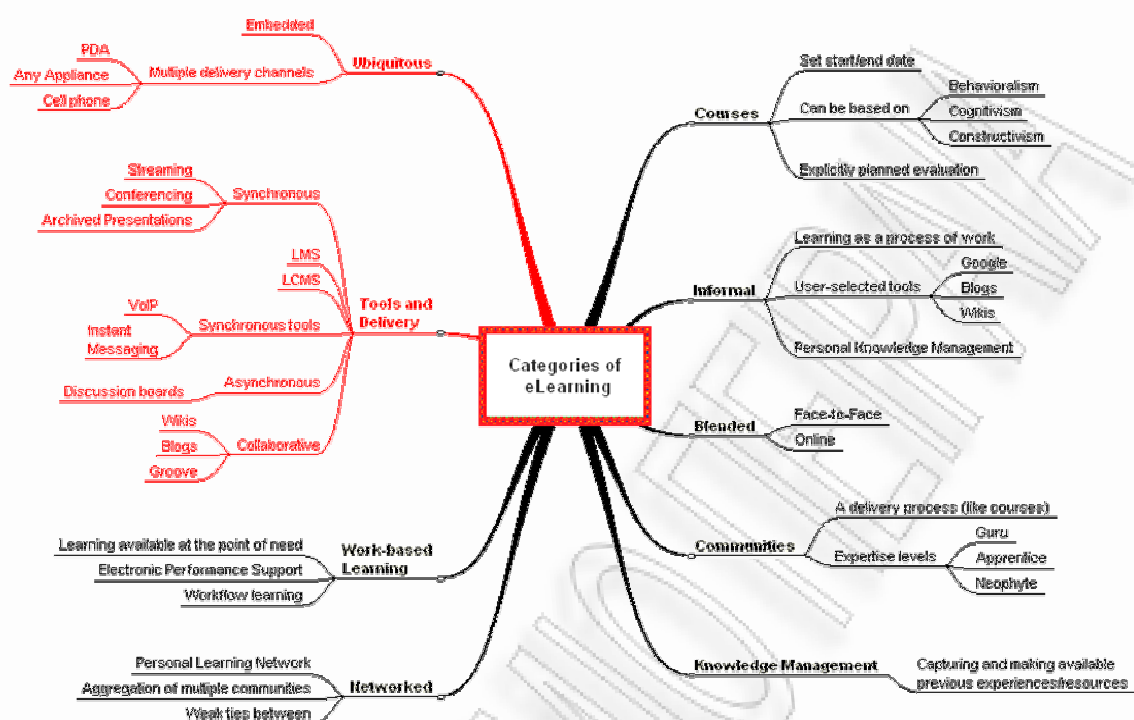 Categories of
eLearning
Ubiquitous
Embedded
Multiple delivery channels
PDA
Any Appliance
Cell phone
Tools and
Delivery
Synchronous
Streaming
Conferencing
Archived Presentations
LMS
LCMS
Synchronous tools
VoIP
Instant
Messaging
Asynchronous
Discussion boards
Collaborative
Wikis
Blogs
Groove
Work-based
Learning
Learning available at the point of need
Electronic Performance Support
Workflow learning
Networked
Personal Learning Network
Aggregation of multiple communities
Weak ties between
Courses
Set start/end date
Can be based on
Behavioralism
Cognitivism
Constructivism
Explicitly planned evaluation
Informal
Learning as a process of work
User-selected tools
Google
Blogs
Wikis
Personal Knowledge Management
Blended
Face-to-Face
Online
Communities
A delivery process (like courses)
Expertise levels
Guru
Apprentice
Neophyte
Knowledge Management
Capturing and making available
previous experiences/resources